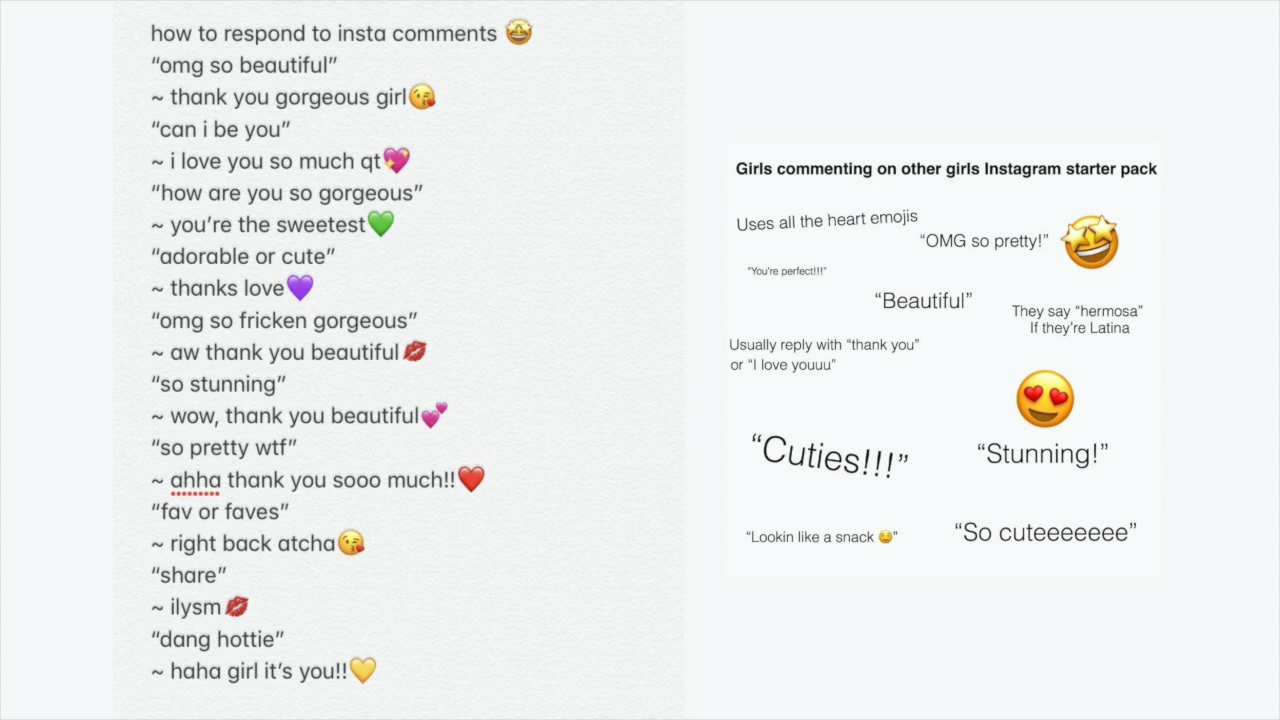 how to respond to insta comments 🤩
“omg so beautiful”
~ thank you gorgeous girl😘
“can i be you”
~ i love you so much qt💖
“how are you so gorgeous”
~ you’re the sweetest💚
“adorable or cute”
~ thanks love💜
“omg so fricken gorgeous”
~ aw thank you beautiful💋
“so stunning”
~ wow, thank you beautiful💕
“so pretty wtf”
~ ahha thank you sooo much!!❤️
“fav or faves”
~ right back atcha😘
“share”
~ ilysm💋
“dang hottie”
~ haha girl it’s you!!💛
Girls commenting on other girls Instagram starter pack
Uses all the heart emojis
“OMG so pretty!” 🤩
“You’re perfect!!!”
“Beautiful”
They say “hermosa”
If they’re Latina
Usually reply with “thank you”
or “I love youuu”
😍
“Cuties!!!”
“Stunning!”
“Lookin like a snack 😆”
“So cuteeeeeee”